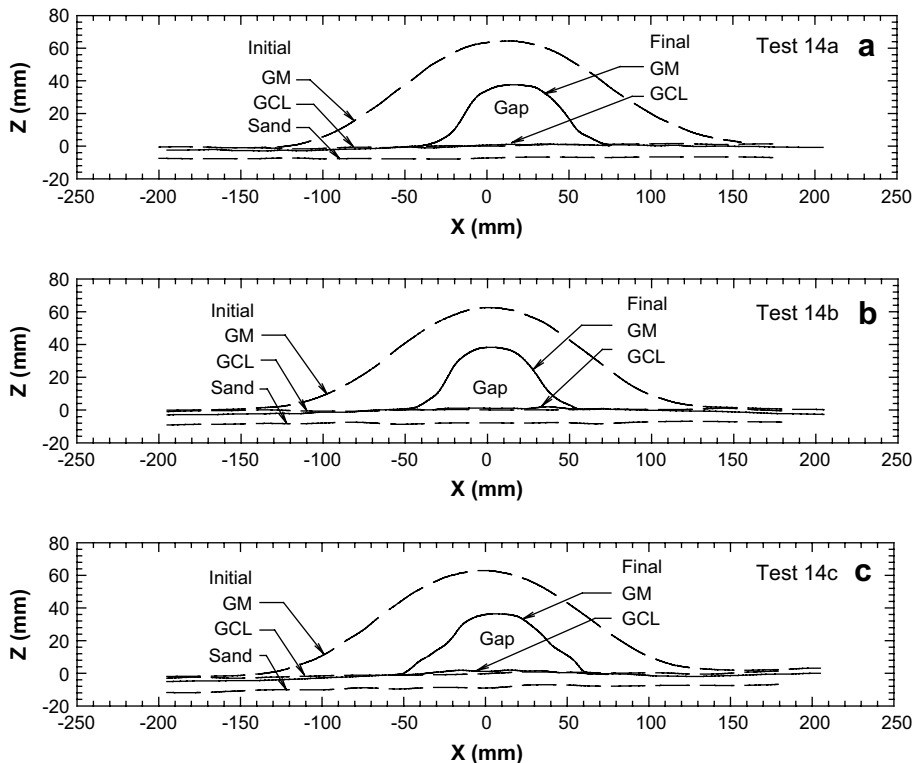 80
60
40
20
0
-20
Z (mm)
Initial
GM
GCL
Sand
Final
GM
GCL
Gap
Test 14a
a
-250 -200 -150 -100 -50 0 50 100 150 200 250
X (mm)
80
60
40
20
0
-20
Z (mm)
Initial
GM
GCL
Sand
Final
GM
GCL
Gap
Test 14b
b
-250 -200 -150 -100 -50 0 50 100 150 200 250
X (mm)
80
60
40
20
0
-20
Z (mm)
Initial
GM
GCL
Sand
Final
GM
GCL
Gap
Test 14c
c
-250 -200 -150 -100 -50 0 50 100 150 200 250
X (mm)